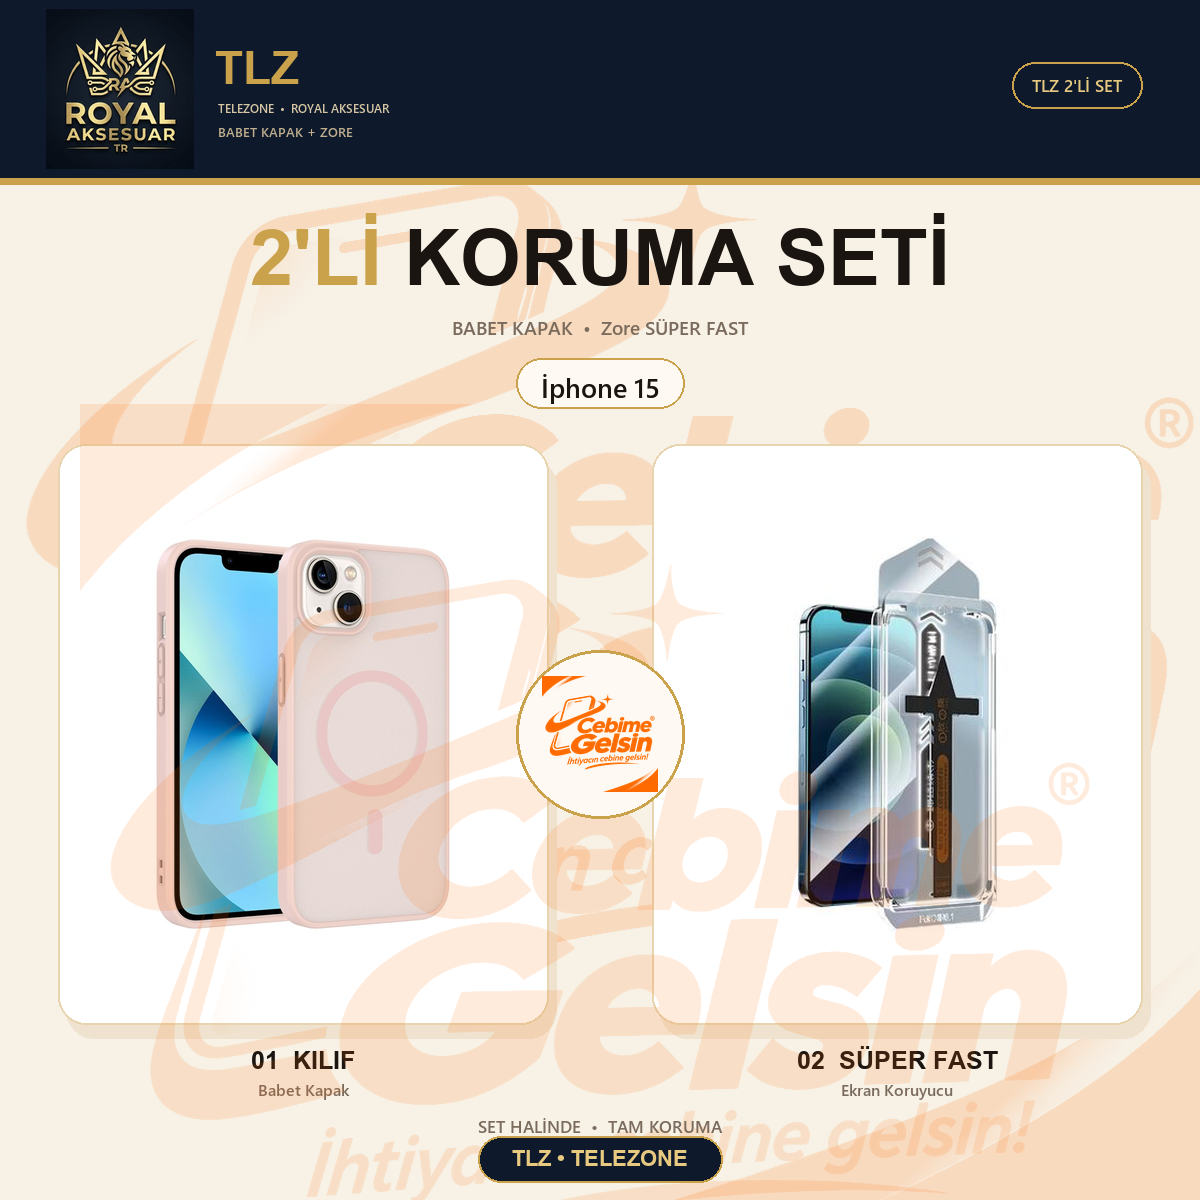 ROYAL
AKSESUAR
TR
TLZ
TELEZONE • ROYAL AKSESUAR
BABET KAPAK + ZORE
TLZ 2'Lİ SET
2'Lİ KORUMA SETİ
BABET KAPAK • Zore SÜPER FAST
İphone 15
Cebime
Gelsin
İhtiyacın cebine gelsin!
Cebime
Gelsin
01 KILIF
Babet Kapak
02 SÜPER FAST
Ekran Koruyucu
SET HALİNDE • TAM KORUMA
TLZ • TELEZONE